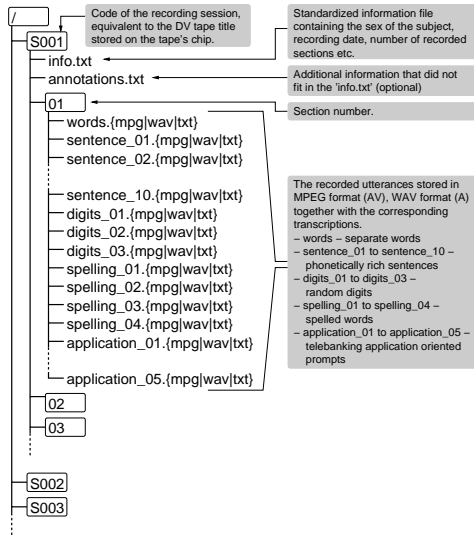 /
Code of the recording session,
equivalent to the DV tape title
stored on the tape's chip.
Standardized information file
containing the sex of the subject,
recording date, number of recorded
sections etc.
S001
info.txt
annotations.txt
Additional information that did not
fit in the 'info.txt' (optional)
01
Section number.
words.{mpg|wav|txt}
sentence_01.{mpg|wav|txt}
sentence_02.{mpg|wav|txt}
sentence_10.{mpg|wav|txt}
digits_01.{mpg|wav|txt}
digits_02.{mpg|wav|txt}
digits_03.{mpg|wav|txt}
spelling_01.{mpg|wav|txt}
spelling_02.{mpg|wav|txt}
spelling_03.{mpg|wav|txt}
spelling_04.{mpg|wav|txt}
application_01.{mpg|wav|txt}
application_05.{mpg|wav|txt}
The recorded utterances stored in
MPEG format (AV), WAV format (A)
together with the corresponding
transcriptions.
– words – separate words
– sentence_01 to sentence_10 –
phonetically rich sentences
– digits_01 to digits_03 –
random digits
– spelling_01 to spelling_04 –
spelled words
– application_01 to application_05 –
telebanking application oriented
prompts
02
03
S002
S003